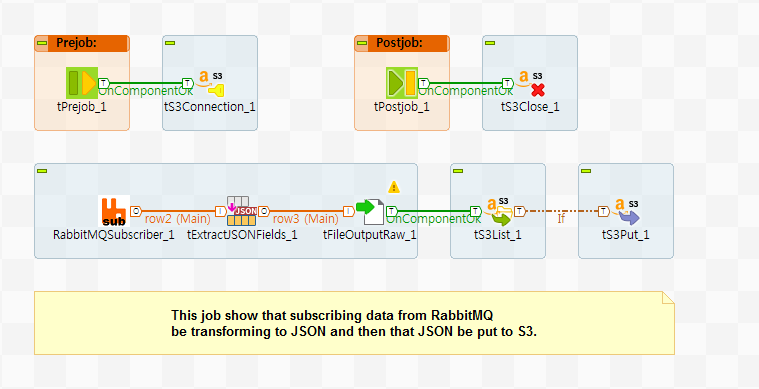 Prejob:
Postjob:
S3
S3
T
T
T
T
OnComponentOk
OnComponentOk
tPrejob_1
tS3Connection_1
tPostjob_1
tS3Close_1
S3
S3
sub
O
row2 (Main)
I
JSON
O
row3 (Main)
I
OnComponentOk
T
T
If
T
RabbitMQSubscriber_1
tExtractJSONFields_1
tFileOutputRaw_1
tS3List_1
tS3Put_1
This job show that subscribing data from RabbitMQ
be transforming to JSON and then that JSON be put to S3.